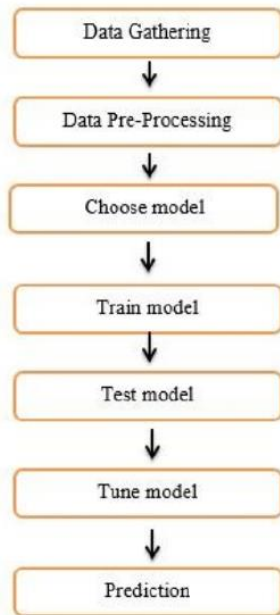 Data Gathering
Data Pre-Processing
Choose model
Train model
Test model
Tune model
Prediction